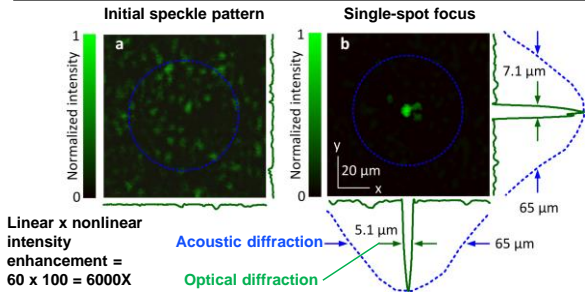 Initial speckle pattern
Single-spot focus
1
Normalized intensity
0
a
1
Normalized intensity
0
b
y
20 µm
x
7.1 µm
65 µm
5.1 µm
65 µm
Linear x nonlinear
intensity
enhancement =
60 x 100 = 6000X
Acoustic diffraction
Optical diffraction